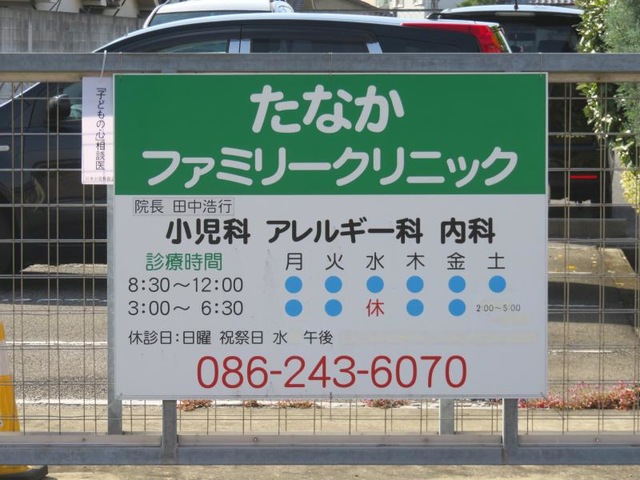 たなか
ファミリークリニック
「子どもの心」相談医
院長 田中浩行
小児科 アレルギー科 内科
診療時間 月 火 水 木 金 土
8:30～12:00 ● ● ● ● ● ●
3:00～ 6:30 ● ● 休 ● ● 2:00～5:00
休診日：日曜 祝祭日 水 午後
086-243-6070